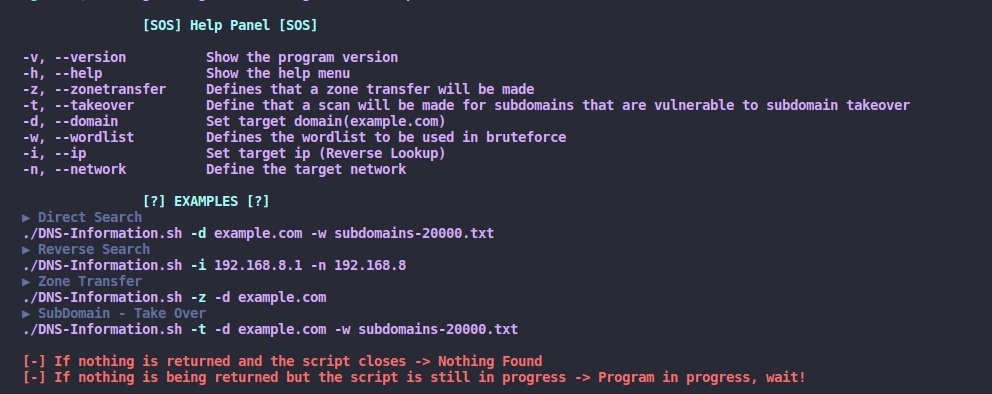 [SOS] Help Panel [SOS]
-v, --version Show the program version
-h, --help Show the help menu
-z, --zonetransfer Defines that a zone transfer will be made
-t, --takeover Define that a scan will be made for subdomains that are vulnerable to subdomain takeover
-d, --domain Set target domain(example.com)
-w, --wordlist Defines the wordlist to be used in bruteforce
-i, --ip Set target ip (Reverse Lookup)
-n, --network Define the target network
[?] EXAMPLES [?]
▶ Direct Search
./DNS-Information.sh -d example.com -w subdomains-20000.txt
▶ Reverse Search
./DNS-Information.sh -i 192.168.8.1 -n 192.168.8
▶ Zone Transfer
./DNS-Information.sh -z -d example.com
▶ SubDomain - Take Over
./DNS-Information.sh -t -d example.com -w subdomains-20000.txt
[-] If nothing is returned and the script closes -> Nothing Found
[-] If nothing is being returned but the script is still in progress -> Program in progress, wait!